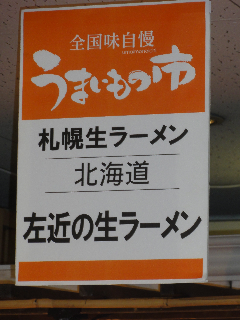 全国味自慢
うまいもの市
札幌生ラーメン
北海道
左近の生ラーメン